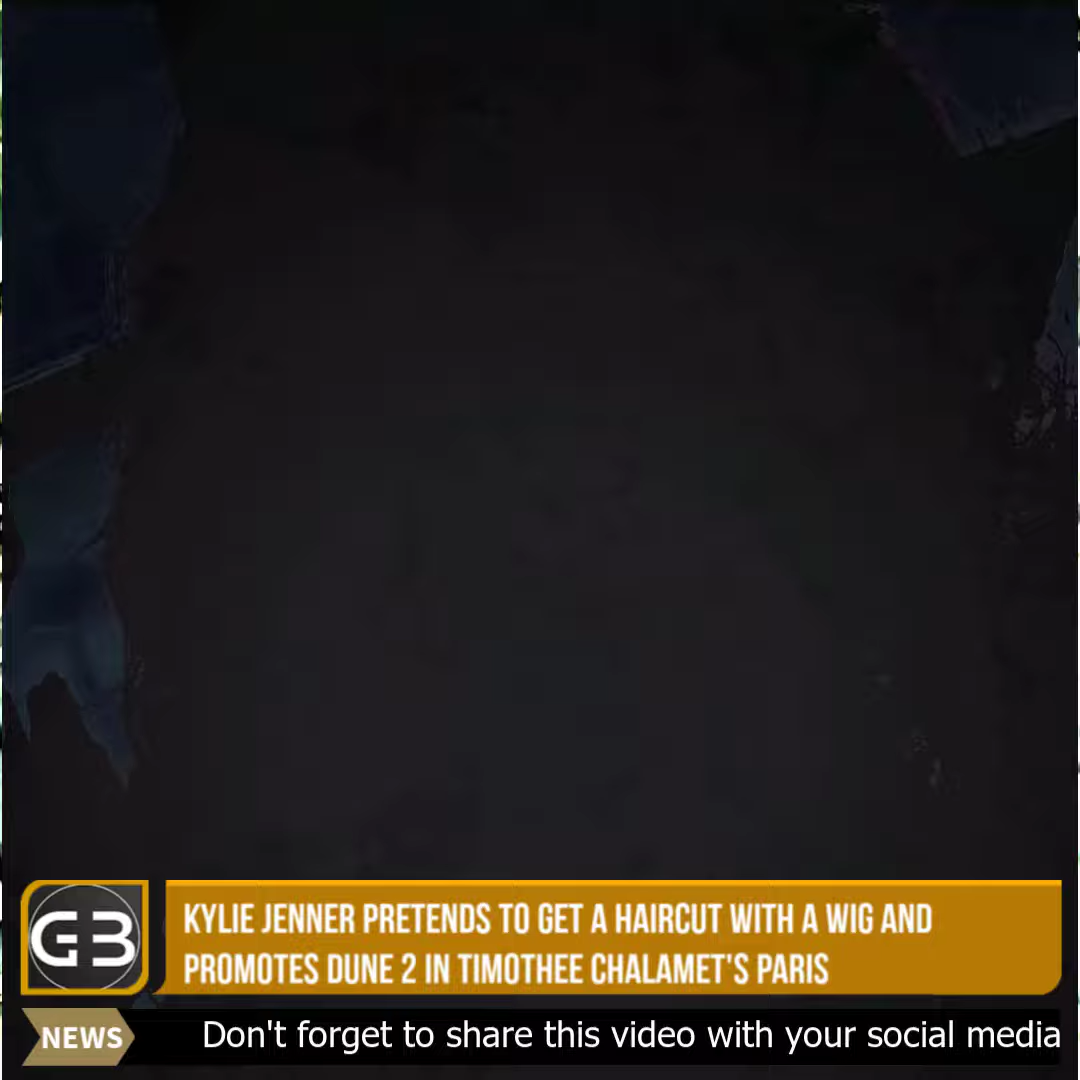 KYLIE JENNER PRETENDS TO GET A HAIRCUT WITH A WIG AND
PROMOTES DUNE 2 IN TIMOTHEE CHALAMET'S PARIS
G3
NEWS
Don't forget to share this video with your social media